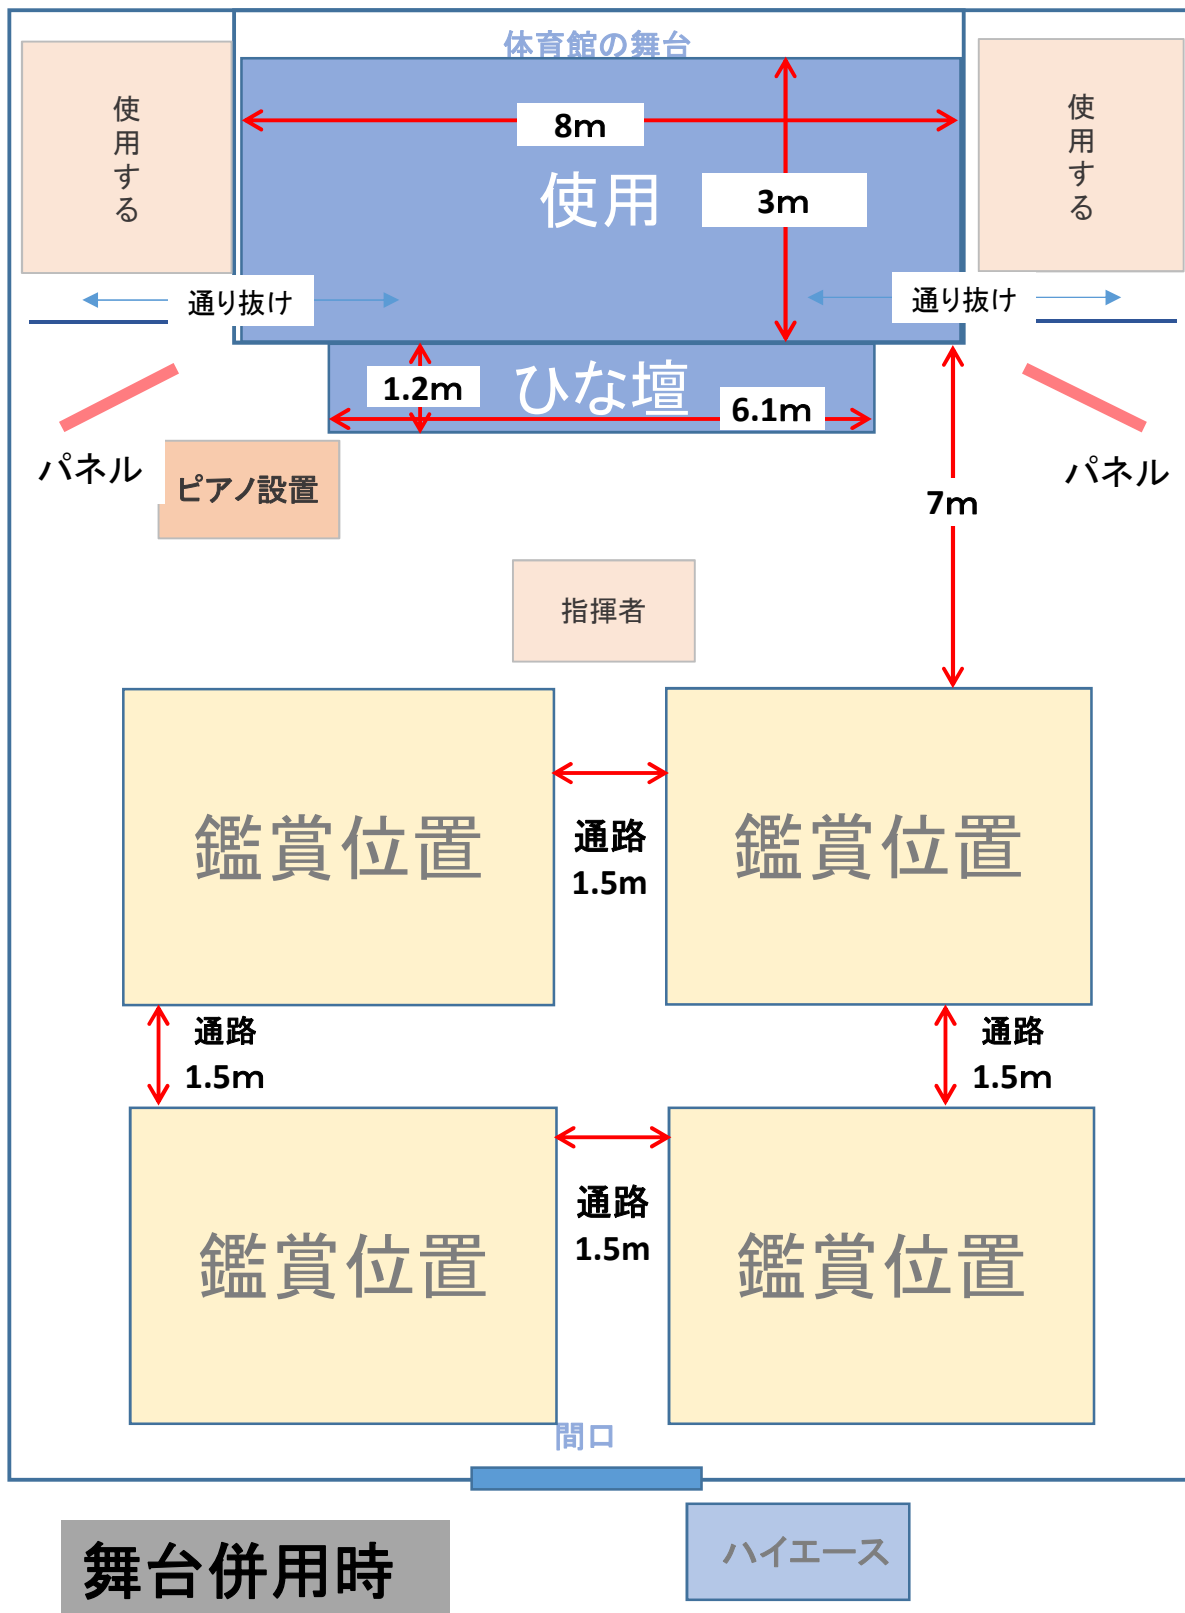 体育館の舞台
使用する
8ｍ
使用
3ｍ
使用する
通り抜け
通り抜け
1.2ｍ
ひな壇
6.1ｍ
パネル
ピアノ設置
7ｍ
パネル
指揮者
鑑賞位置
通路
1.5m
鑑賞位置
通路
1.5ｍ
通路
1.5ｍ
鑑賞位置
通路
1.5m
鑑賞位置
間口
舞台併用時
ハイエース